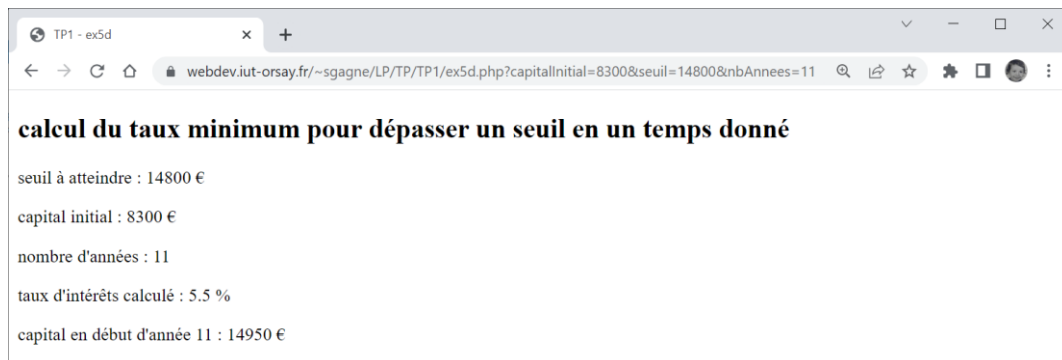 TP1 - ex5d
webdev.iut-orsay.fr/~sgagne/LP/TP/TP1/ex5d.php?capitalInitial=8300&seuil=14800&nbAnnees=11
calcul du taux minimum pour dépasser un seuil en un temps donné
seuil à atteindre : 14800 €
capital initial : 8300 €
nombre d'années : 11
taux d'intérêts calculé : 5.5 %
capital en début d'année 11 : 14950 €